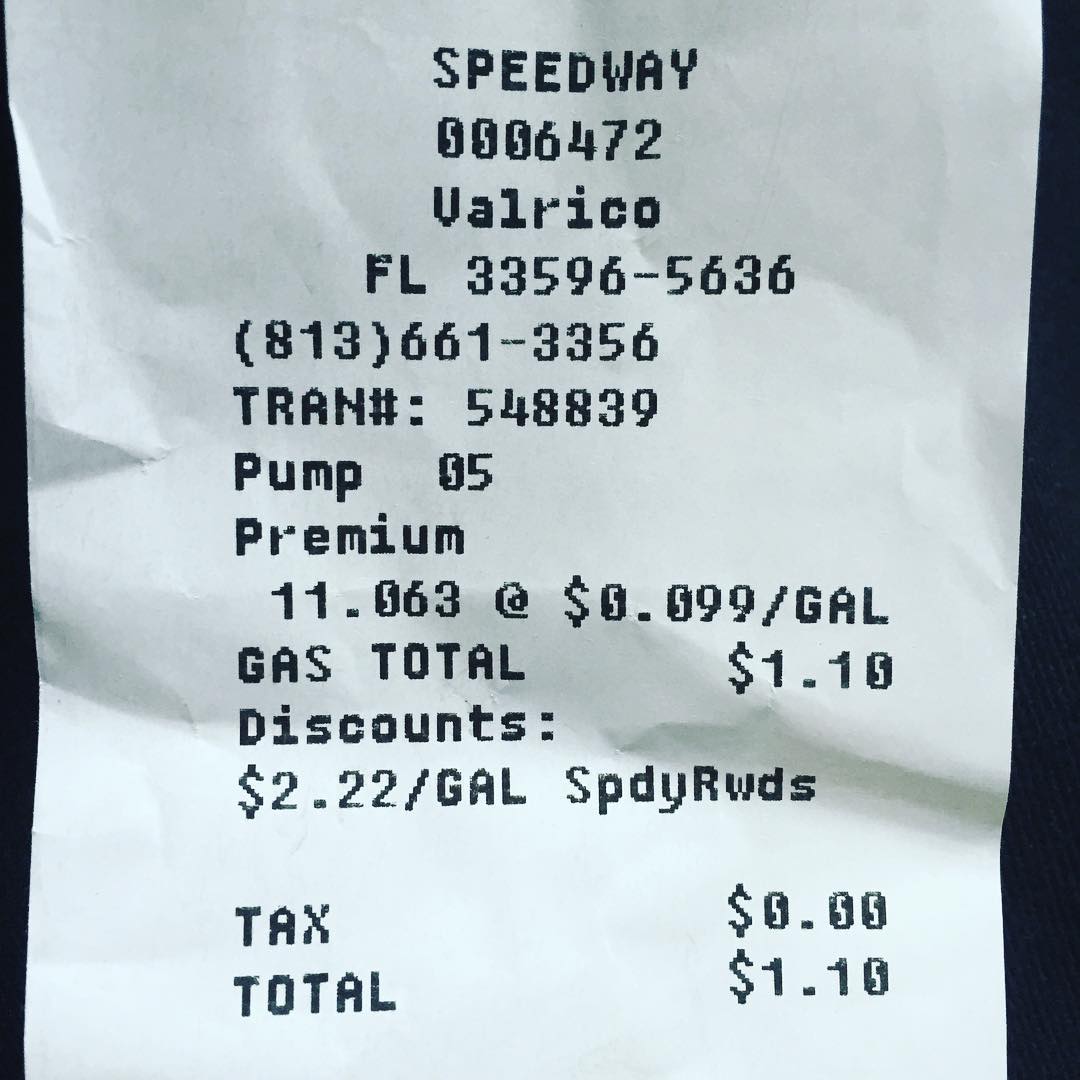 SPEEDWAY
0006472
Valrico
FL 33596-5636
(813)661-3356
TRAN#: 548839
Pump 05
Premium
11.063 @ $0.099/GAL
GAS TOTAL $1.10
Discounts:
$2.22/GAL SpdyRwds
TAX $0.00
TOTAL $1.10